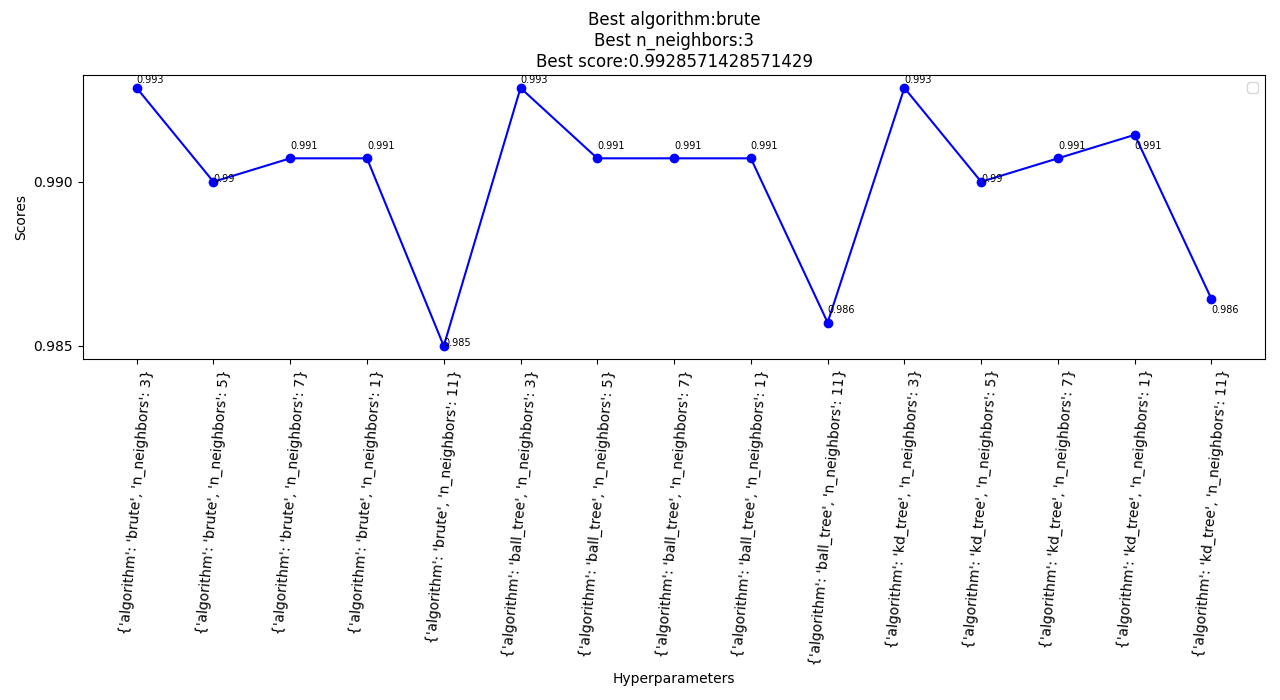 Best algorithm:brute
Best n_neighbors:3
Best score:0.9928571428571429
0.993
0.99
0.991
0.991
0.985
0.993
0.991
0.991
0.991
0.986
0.993
0.99
0.991
0.991
0.986
0.990
0.985
Scores
{'algorithm': 'brute', 'n_neighbors': 3}
{'algorithm': 'brute', 'n_neighbors': 5}
{'algorithm': 'brute', 'n_neighbors': 7}
{'algorithm': 'brute', 'n_neighbors': 1}
{'algorithm': 'brute', 'n_neighbors': 11}
{'algorithm': 'ball_tree', 'n_neighbors': 3}
{'algorithm': 'ball_tree', 'n_neighbors': 5}
{'algorithm': 'ball_tree', 'n_neighbors': 7}
{'algorithm': 'ball_tree', 'n_neighbors': 1}
{'algorithm': 'ball_tree', 'n_neighbors': 11}
{'algorithm': 'kd_tree', 'n_neighbors': 3}
{'algorithm': 'kd_tree', 'n_neighbors': 5}
{'algorithm': 'kd_tree', 'n_neighbors': 7}
{'algorithm': 'kd_tree', 'n_neighbors': 1}
{'algorithm': 'kd_tree', 'n_neighbors': 11}
Hyperparameters